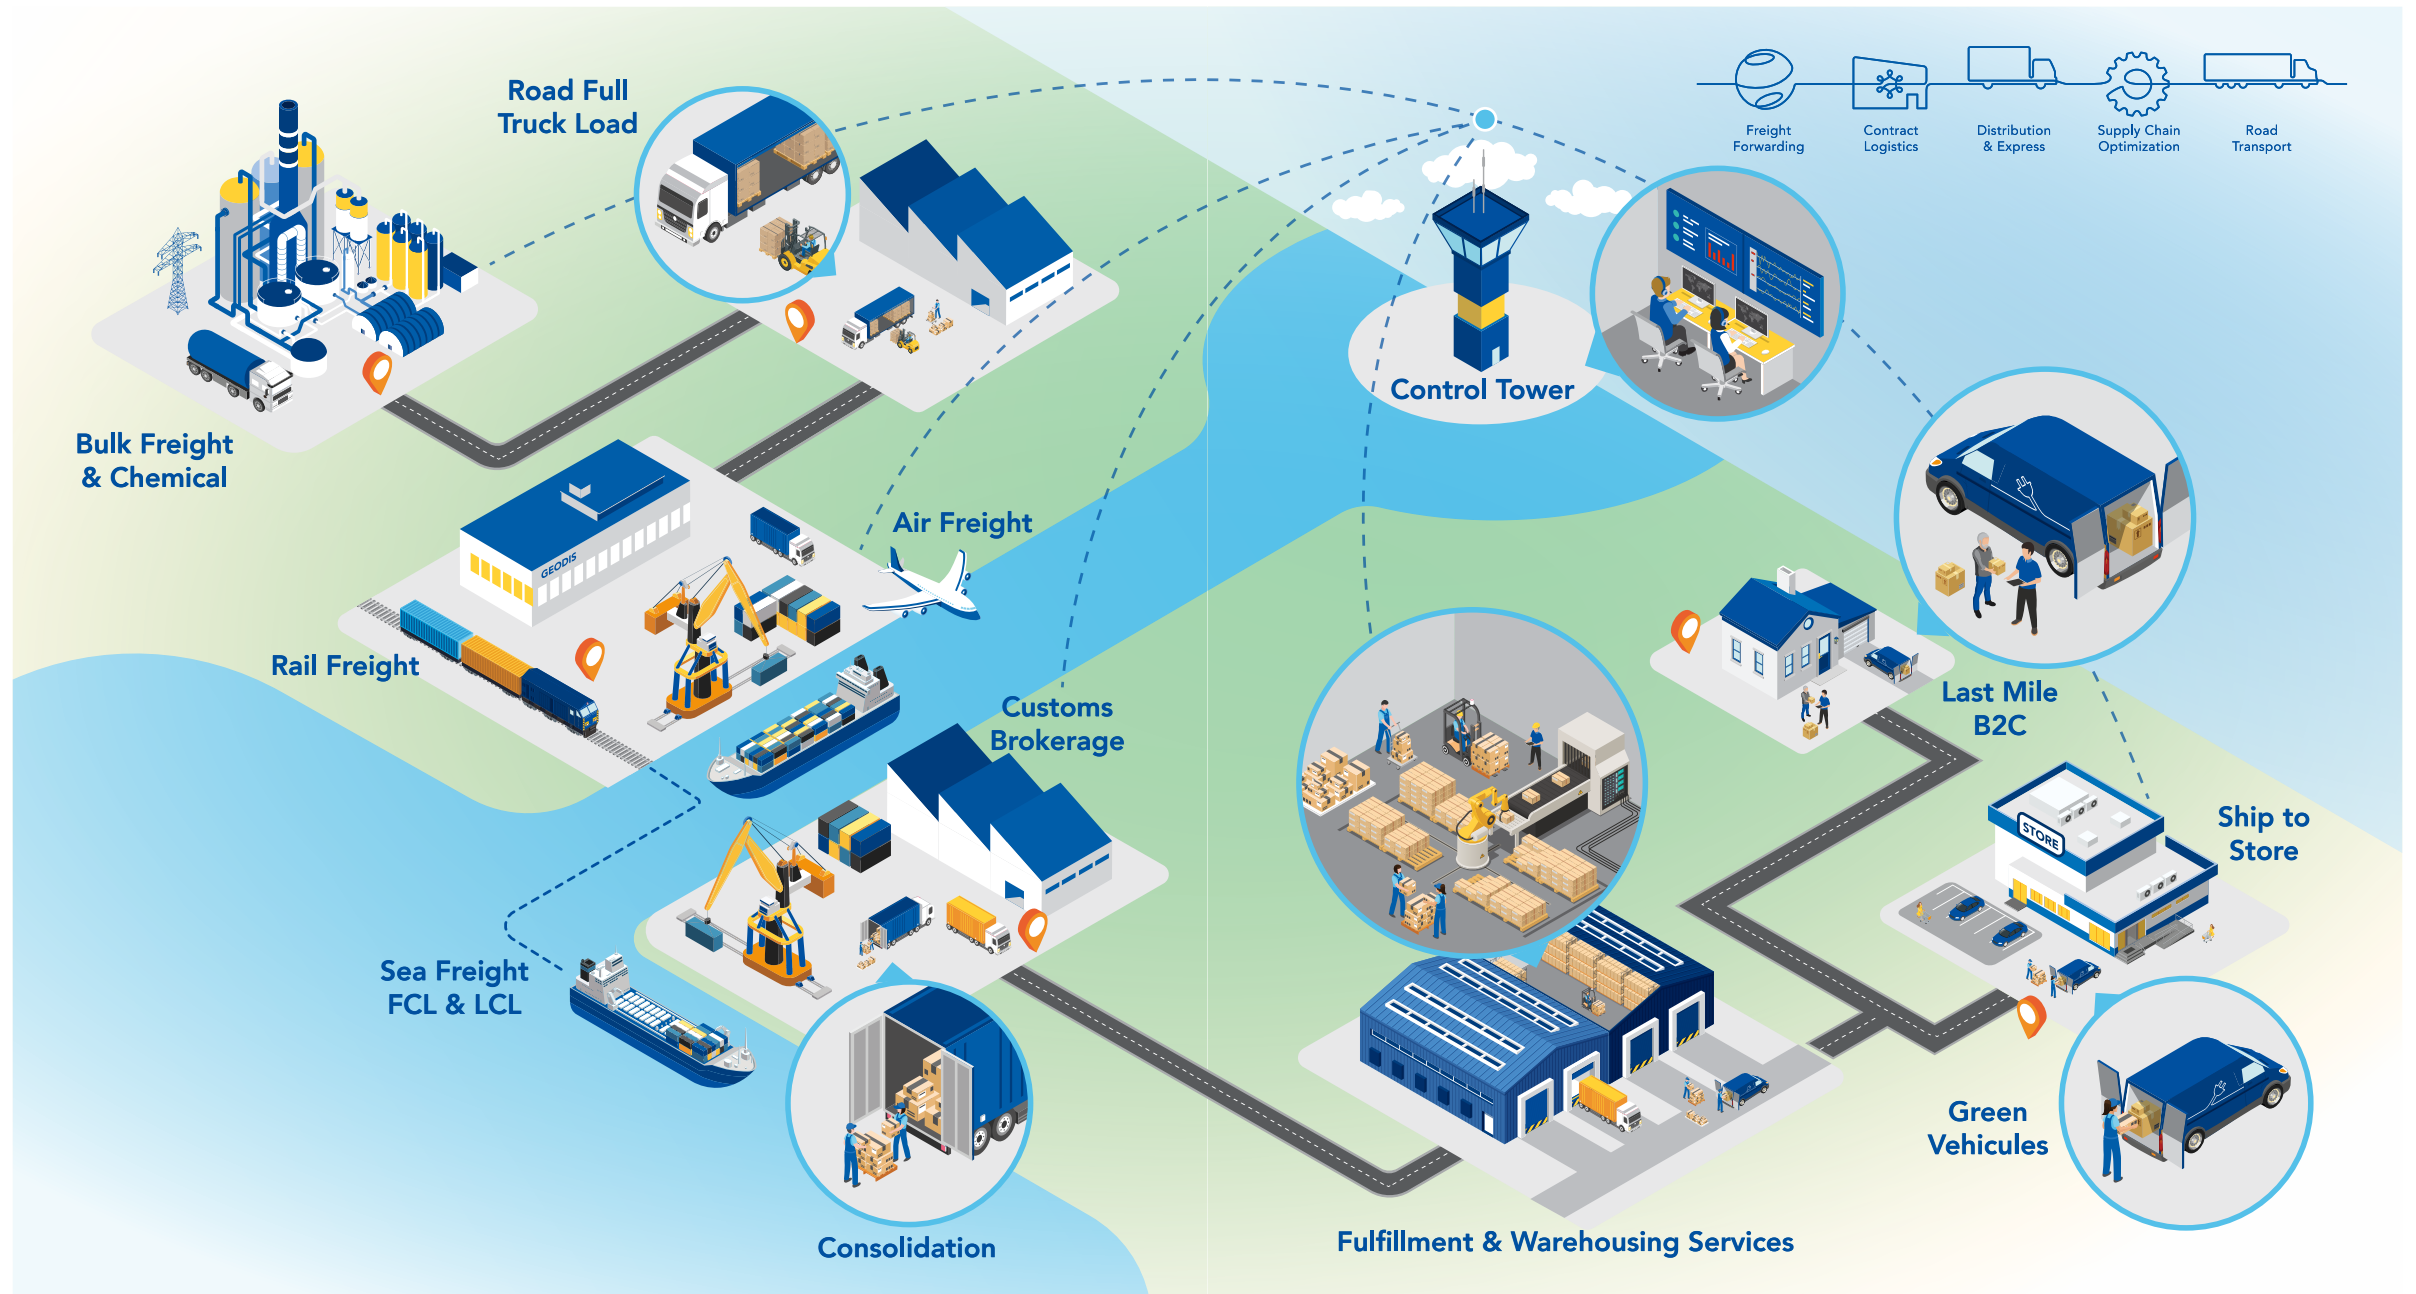 Road Full
Truck Load
Freight
Forwarding
Contract
Logistics
Distribution
& Express
Supply Chain
Optimization
Road
Transport
Control Tower
Bulk Freight
& Chemical
Air Freight
GEODIS
Rail Freight
Customs
Brokerage
Last Mile
B2C
STORE
Ship to
Store
Sea Freight
FCL & LCL
Green
Vehicules
Consolidation
Fulfillment & Warehousing Services